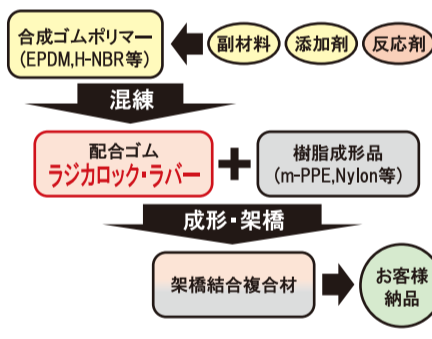 合成ゴムポリマー
(EPDM,H-NBR等)
副材料
添加剤
反応剤
混練
配合ゴム
ラジカロック・ラバー
樹脂成形品
(m-PPE,Nylon等)
成形・架橋
架橋結合複合材
お客様
納品